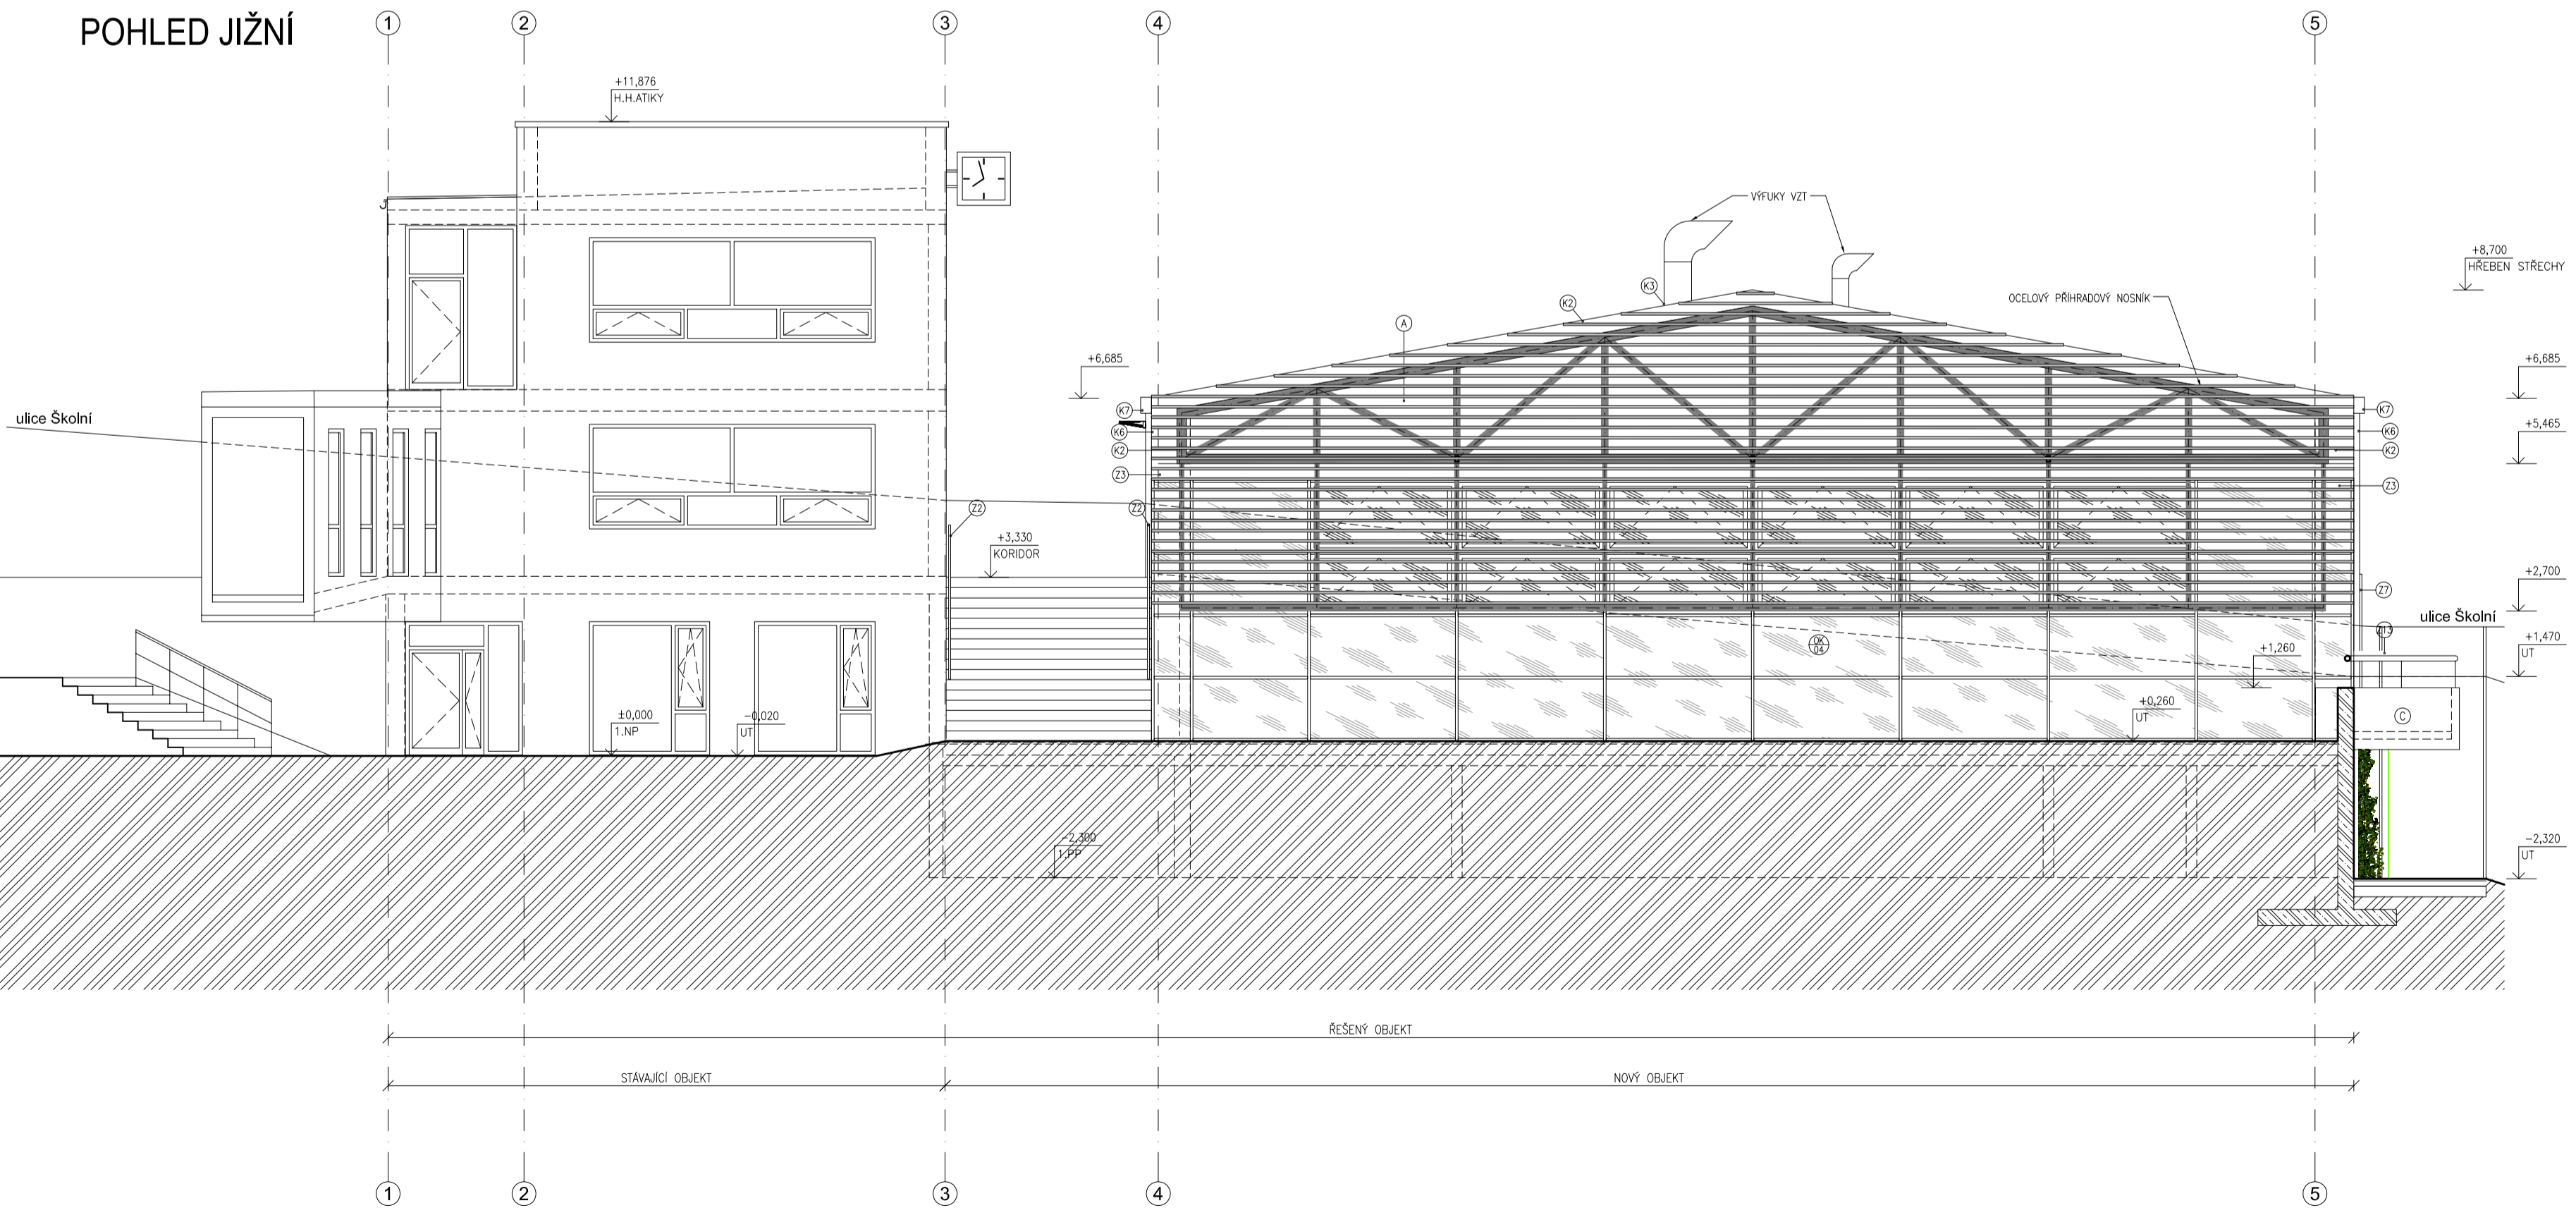 POHLED JIŽNÍ
1
2
3
4
5
+11,876
H.H.ATIKY
VÝFUKY VZT
+8,700
HŘEBEN STŘECHY
K3
K2
OCELOVÝ PŘÍHRADOVÝ NOSNÍK
A
+6,685
+6,685
K7
K7
ulice Školní
K6
K6
+5,465
K2
K2
Z3
Z3
Z2
Z2
+3,330
KORIDOR
+2,700
Z7
ulice Školní
Z13
OK
04
+1,260
+1,470
UT
+0,260
UT
±0,000
1.NP
-0,020
UT
C
-2,300
1.PP
-2,320
UT
ŘEŠENÝ OBJEKT
STÁVAJÍCÍ OBJEKT
NOVÝ OBJEKT
1
2
3
4
5